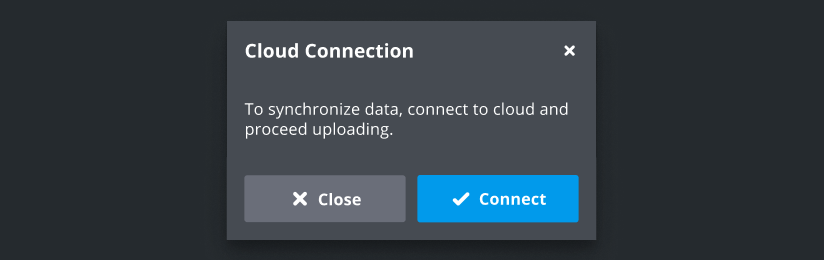 Cloud Connection
To synchronize data, connect to cloud and
proceed uploading.
Close
Connect